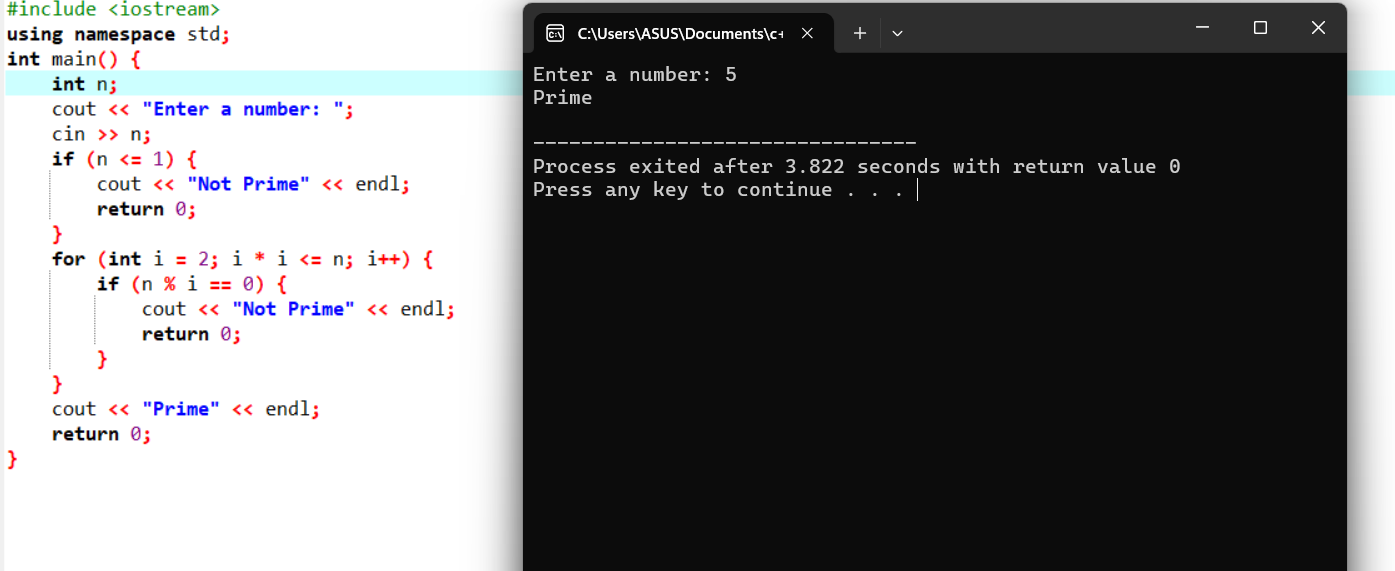 #include <iostream>
using namespace std;
int main() {
    int n;
    cout << "Enter a number: ";
    cin >> n;
    if (n <= 1) {
        cout << "Not Prime" << endl;
        return 0;
    }
    for (int i = 2; i * i <= n; i++) {
        if (n % i == 0) {
            cout << "Not Prime" << endl;
            return 0;
        }
    }
    cout << "Prime" << endl;
    return 0;
}
C:\Users\ASUS\Documents\c+
Enter a number: 5
Prime
--------------------------------
Process exited after 3.822 seconds with return value 0
Press any key to continue . . .